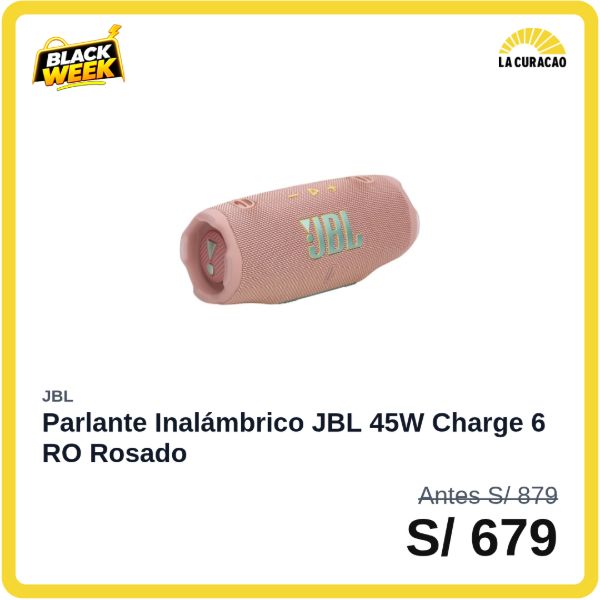 BLACK
WEEK
LA CURACAO
JBL
JBL
Parlante Inalámbrico JBL 45W Charge 6
RO Rosado
Antes S/ 879
S/ 679